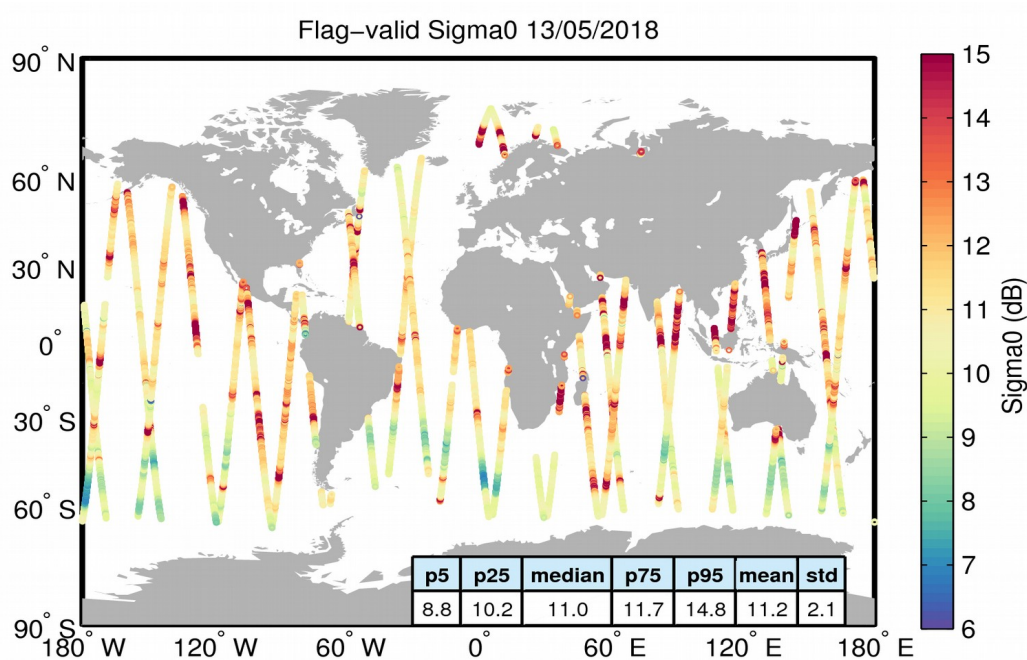 Flag−valid Sigma0 13/05/2018
90° N
60° N
30° N
0°
30° S
60° S
90° S
180° W 120° W 60° W 0° 60° E 120° E 180° E
p5 p25 median p75 p95 mean std
8.8 10.2 11.0 11.7 14.8 11.2 2.1
15
14
13
12
11
10
9
8
7
6
Sigma0 (dB)